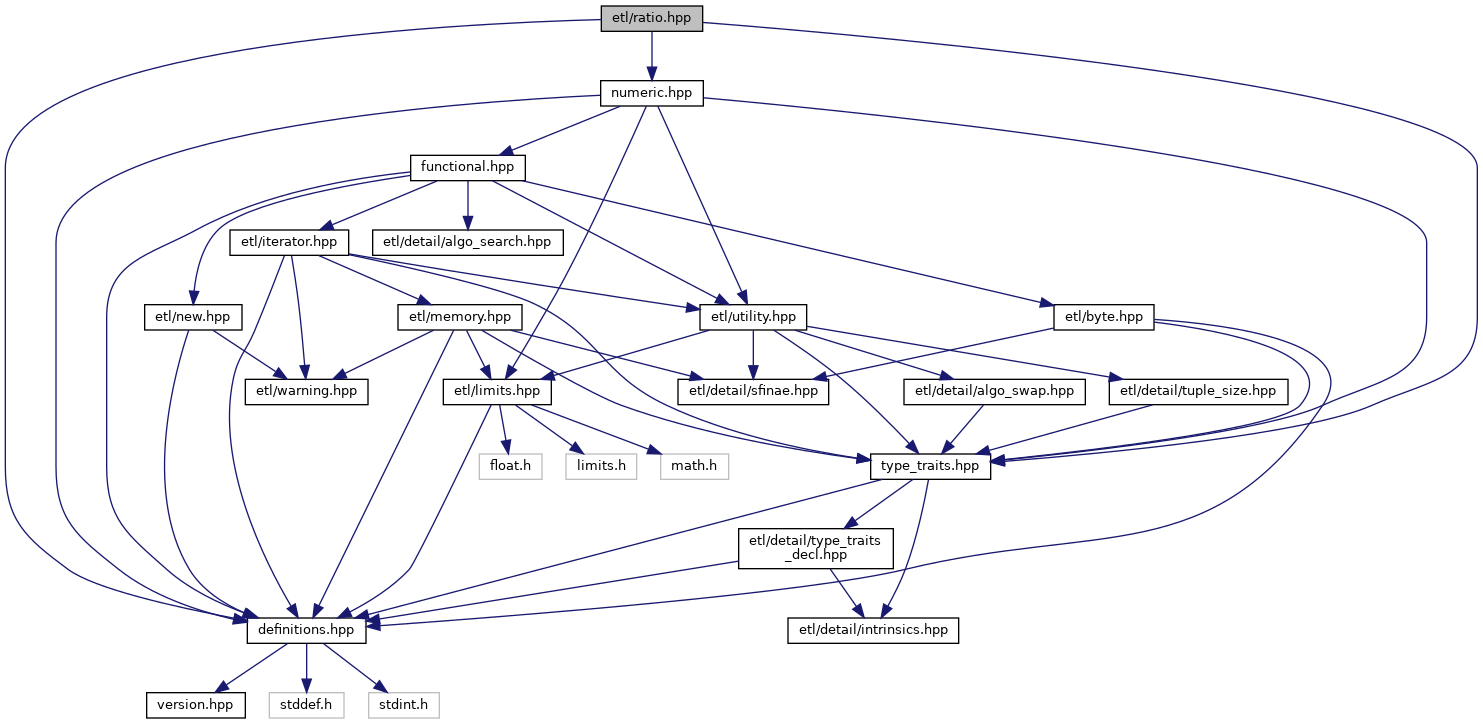 etl/ratio.hpp
numeric.hpp
functional.hpp
etl/iterator.hpp
etl/detail/algo_search.hpp
etl/new.hpp
etl/memory.hpp
etl/utility.hpp
etl/byte.hpp
etl/warning.hpp
etl/limits.hpp
etl/detail/sfinae.hpp
etl/detail/algo_swap.hpp
etl/detail/tuple_size.hpp
float.h
limits.h
math.h
type_traits.hpp
etl/detail/type_traits
_decl.hpp
definitions.hpp
etl/detail/intrinsics.hpp
version.hpp
stddef.h
stdint.h